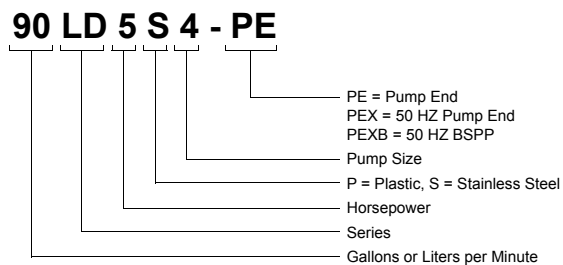 90 LD 5 S 4 - PE
PE = Pump End
PEX = 50 HZ Pump End
PEXB = 50 HZ BSPP
Pump Size
P = Plastic, S = Stainless Steel
Horsepower
Series
Gallons or Liters per Minute